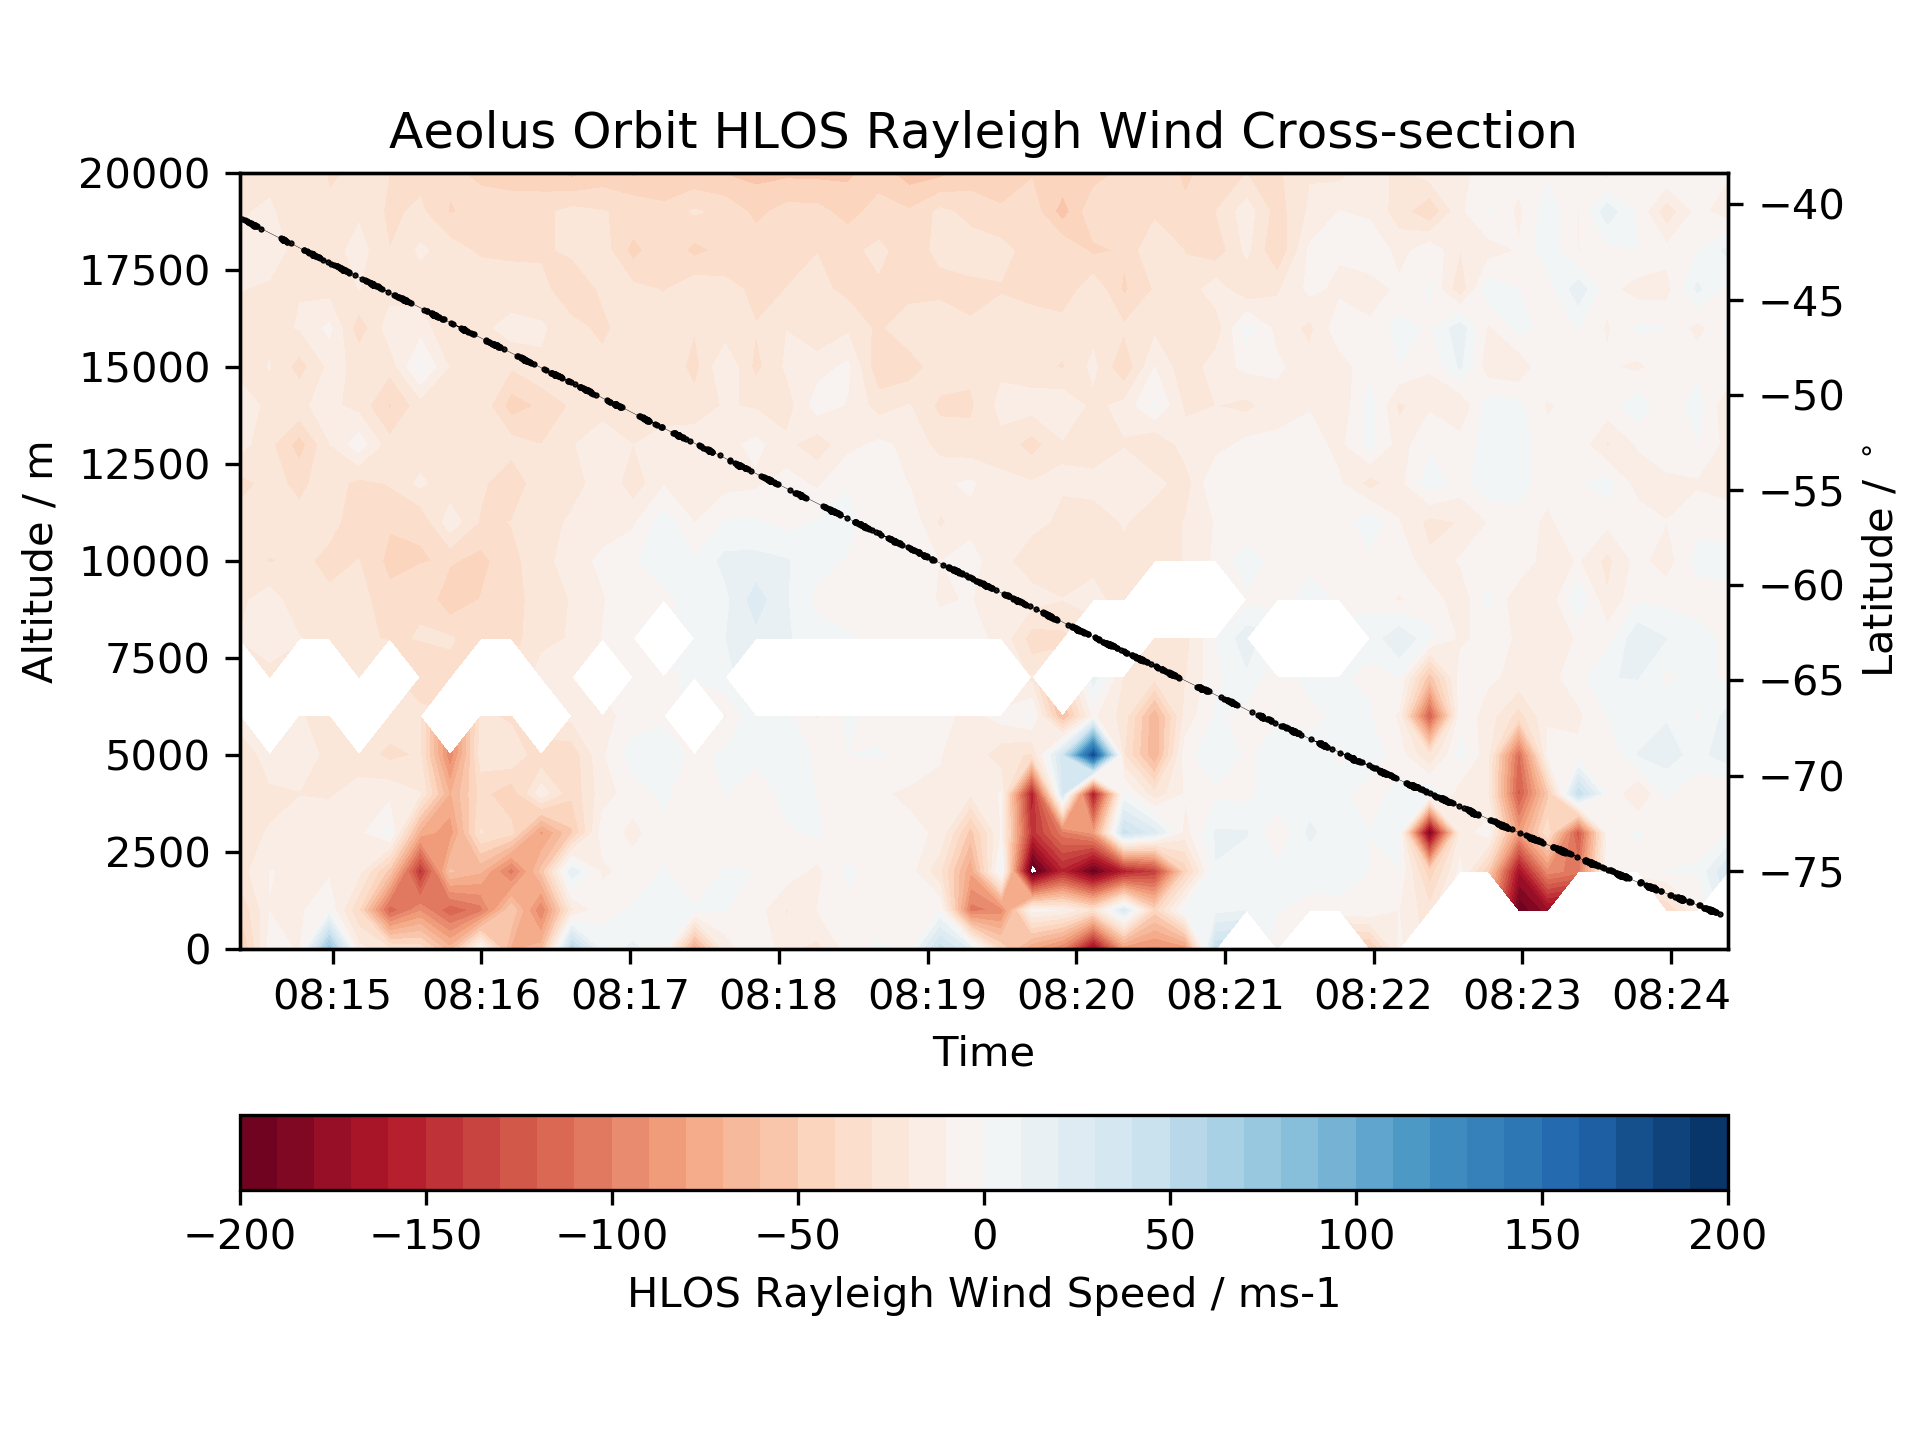 Aeolus Orbit HLOS Rayleigh Wind Cross-section
20000
17500
15000
12500
10000
7500
5000
2500
0
Altitude / m
−40
−45
−50
−55
−60
−65
−70
−75
Latitude / °
08:15 08:16 08:17 08:18 08:19 08:20 08:21 08:22 08:23 08:24
Time
−200 −150 −100 −50 0 50 100 150 200
HLOS Rayleigh Wind Speed / ms-1